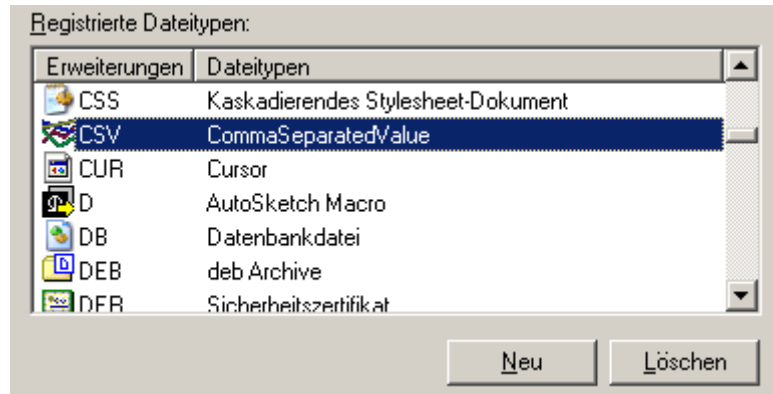 Registrierte Dateitypen:
Erweiterungen Dateitypen
CSS Kaskadierendes Stylesheet-Dokument
CSV CommaSeparatedValue
CUR Cursor
D AutoSketch Macro
DB Datenbankdatei
DEB deb Archive
DER Sicherheitszertifikat
Neu Löschen